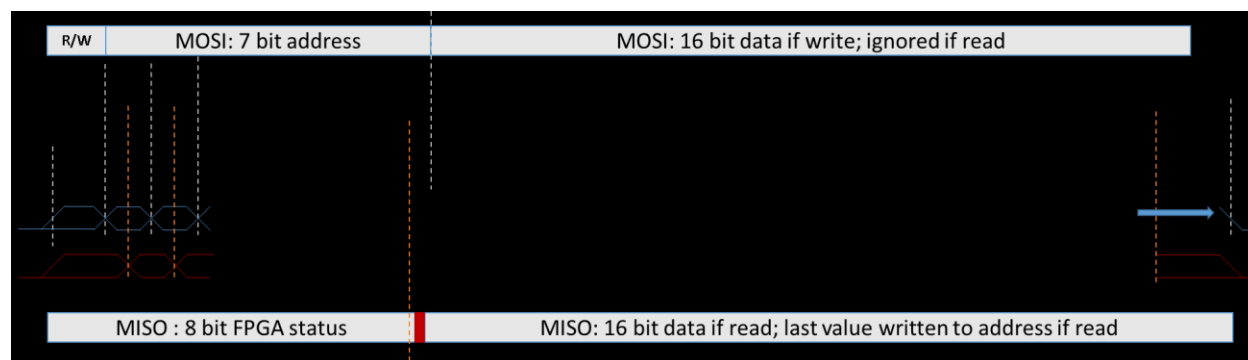 R/W
MOSI: 7 bit address
MOSI: 16 bit data if write; ignored if read
MISO : 8 bit FPGA status
MISO: 16 bit data if read; last value written to address if read